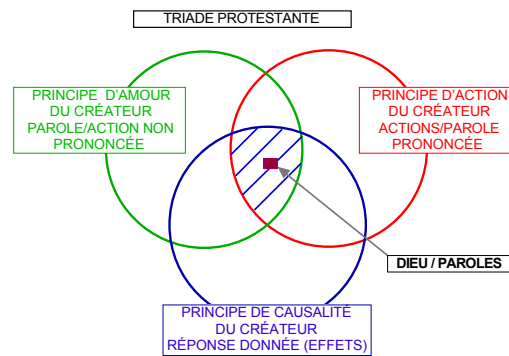 TRIADE PROTESTANTE
PRINCIPE D'AMOUR
DU CRÉATEUR
PAROLE/ACTION NON
PRONONCÉE
PRINCIPE D'ACTION
DU CRÉATEUR
ACTIONS/PAROLE
PRONONCÉE
DIEU / PAROLES
PRINCIPE DE CAUSALITÉ
DU CRÉATEUR
RÉPONSE DONNÉE (EFFETS)